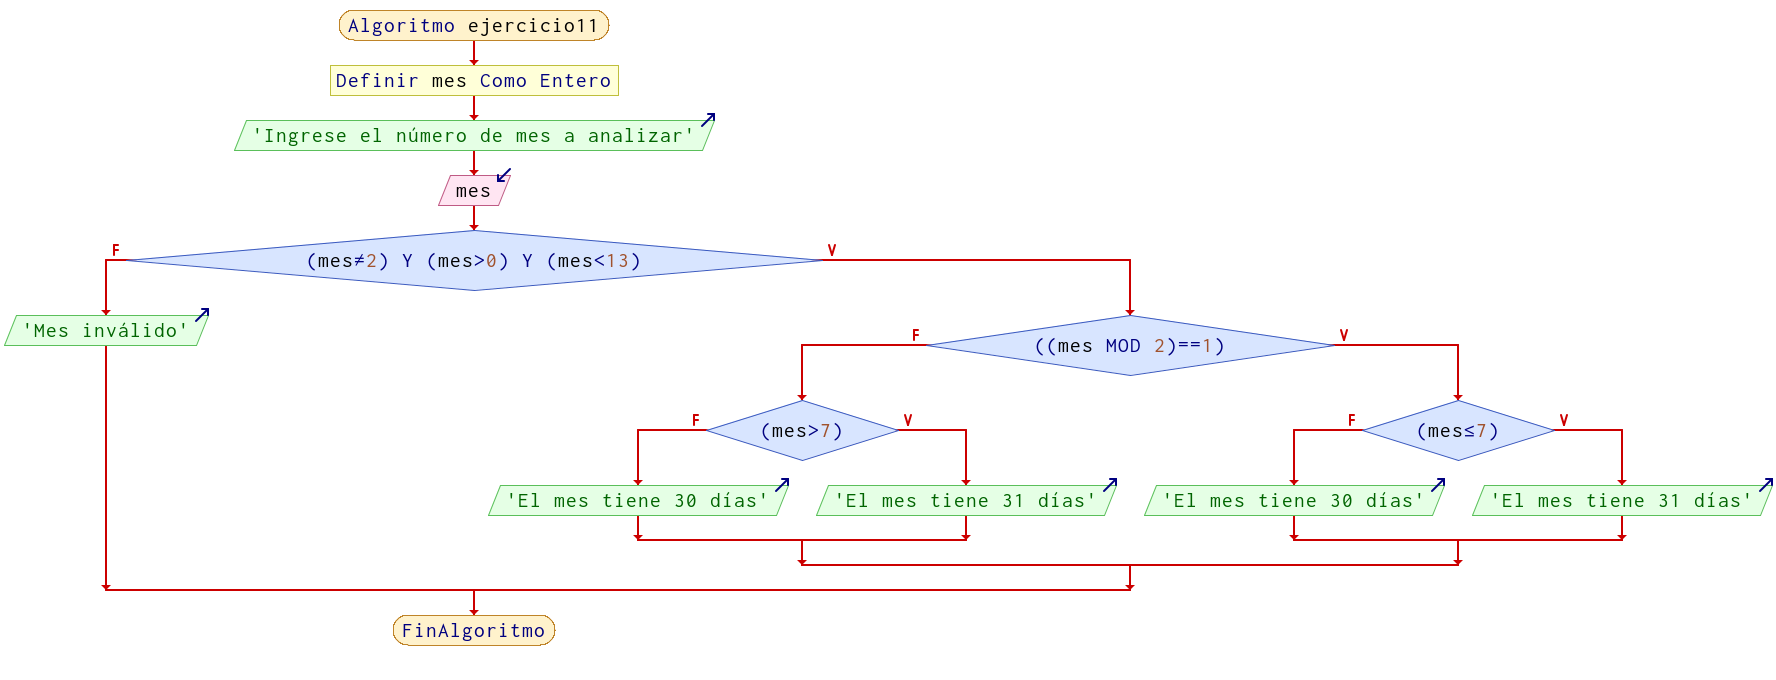 Algoritmo ejercicio11
Definir mes Como Entero
'Ingrese el número de mes a analizar'
mes
F
(mes≠2) Y (mes>0) Y (mes<13)
V
'Mes inválido'
F
((mes MOD 2)==1)
V
F
(mes>7)
V
F
(mes≤7)
V
'El mes tiene 30 días'
'El mes tiene 31 días'
'El mes tiene 30 días'
'El mes tiene 31 días'
FinAlgoritmo